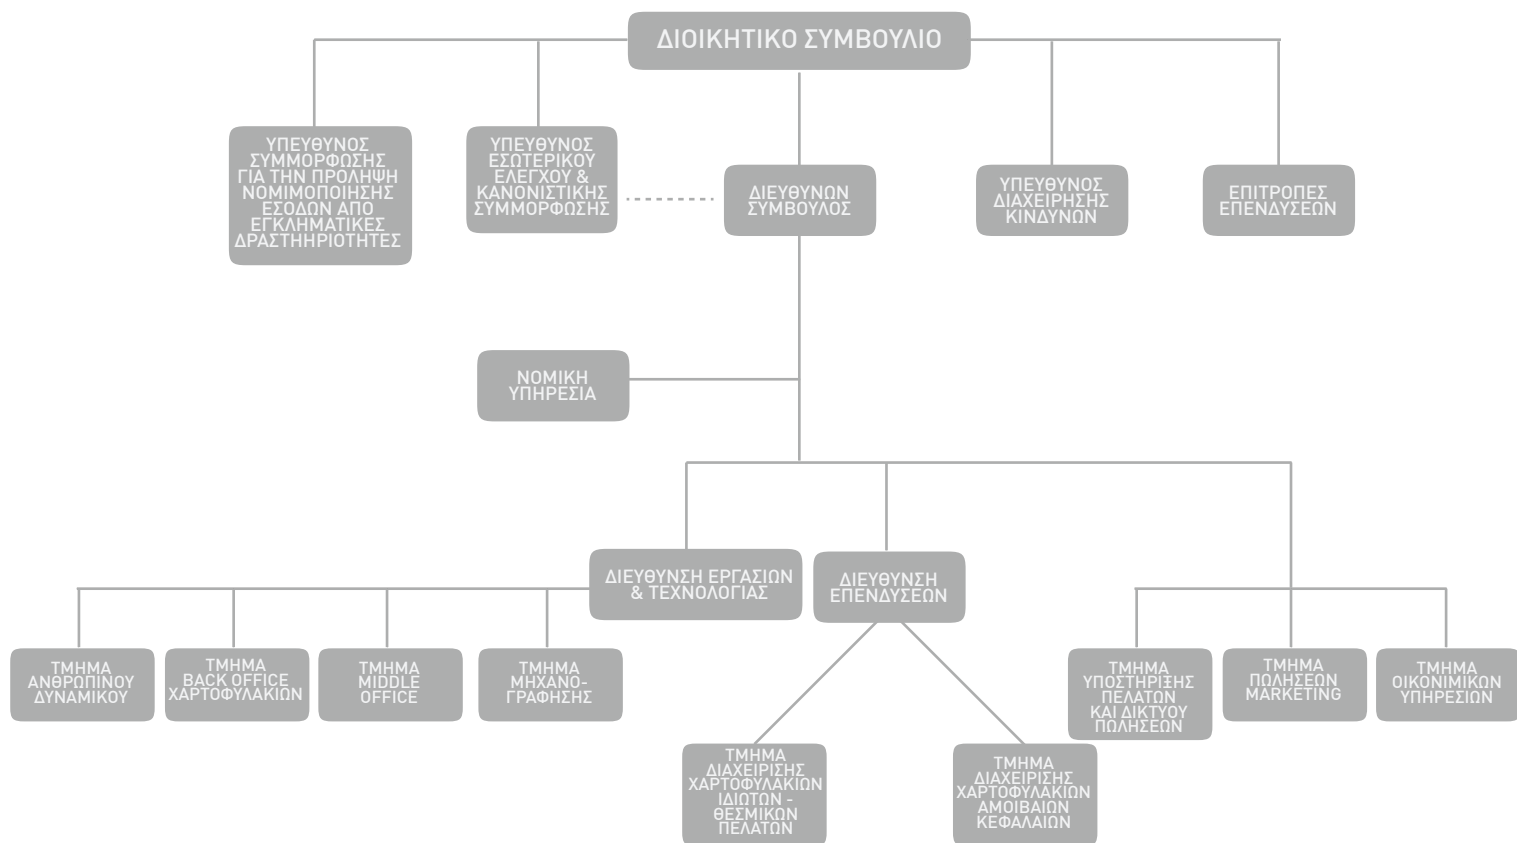 ΔΙΟΙΚΗΤΙΚΟ ΣΥΜΒΟΥΛΙΟ
ΥΠΕΥΘΥΝΟΣ
ΣΥΜΜΟΡΦΩΣΗΣ
ΓΙΑ ΤΗΝ ΠΡΟΛΗΨΗ
ΝΟΜΙΜΟΠΟΙΗΣΗΣ
ΕΣΟΔΩΝ ΑΠΟ
ΕΓΚΛΗΜΑΤΙΚΕΣ
ΔΡΑΣΤΗΗΡΙΟΤΗΤΕΣ
ΥΠΕΥΘΥΝΟΣ
ΕΣΩΤΕΡΙΚΟΥ
ΕΛΕΓΧΟΥ &
ΚΑΝΟΝΙΣΤΙΚΗΣ
ΣΥΜΜΟΡΦΩΣΗΣ
ΔΙΕΥΘΥΝΩΝ
ΣΥΜΒΟΥΛΟΣ
ΥΠΕΥΘΥΝΟΣ
ΔΙΑΧΕΙΡΗΣΗΣ
ΚΙΝΔΥΝΩΝ
ΕΠΙΤΡΟΠΕΣ
ΕΠΕΝΔΥΣΕΩΝ
ΝΟΜΙΚΗ
ΥΠΗΡΕΣΙΑ
ΔΙΕΥΘΥΝΣΗ ΕΡΓΑΣΙΩΝ
& ΤΕΧΝΟΛΟΓΙΑΣ
ΔΙΕΥΘΥΝΣΗ
ΕΠΕΝΔΥΣΕΩΝ
ΤΜΗΜΑ
ΑΝΘΡΩΠΙΝΟΥ
ΔΥΝΑΜΙΚΟΥ
ΤΜΗΜΑ
BACK OFFICE
ΧΑΡΤΟΦΥΛΑΚΙΩΝ
ΤΜΗΜΑ
MIDDLE
OFFICE
ΤΜΗΜΑ
ΜΗΧΑΝΟ-
ΓΡΑΦΗΣΗΣ
ΤΜΗΜΑ
ΥΠΟΣΤΗΡΙΞΗΣ
ΠΕΛΑΤΩΝ
ΚΑΙ ΔΙΚΤΥΟΥ
ΠΩΛΗΣΕΩΝ
ΤΜΗΜΑ
ΠΩΛΗΣΕΩΝ
MARKETING
ΤΜΗΜΑ
ΟΙΚΟΝΙΜΙΚΩΝ
ΥΠΗΡΕΣΙΩΝ
ΤΜΗΜΑ
ΔΙΑΧΕΙΡΙΣΗΣ
ΧΑΡΤΟΦΥΛΑΚΙΩΝ
ΙΔΙΩΤΩΝ -
ΘΕΣΜΙΚΩΝ
ΠΕΛΑΤΩΝ
ΤΜΗΜΑ
ΔΙΑΧΕΙΡΙΣΗΣ
ΧΑΡΤΟΦΥΛΑΚΙΩΝ
ΑΜΟΙΒΑΙΩΝ
ΚΕΦΑΛΑΙΩΝ